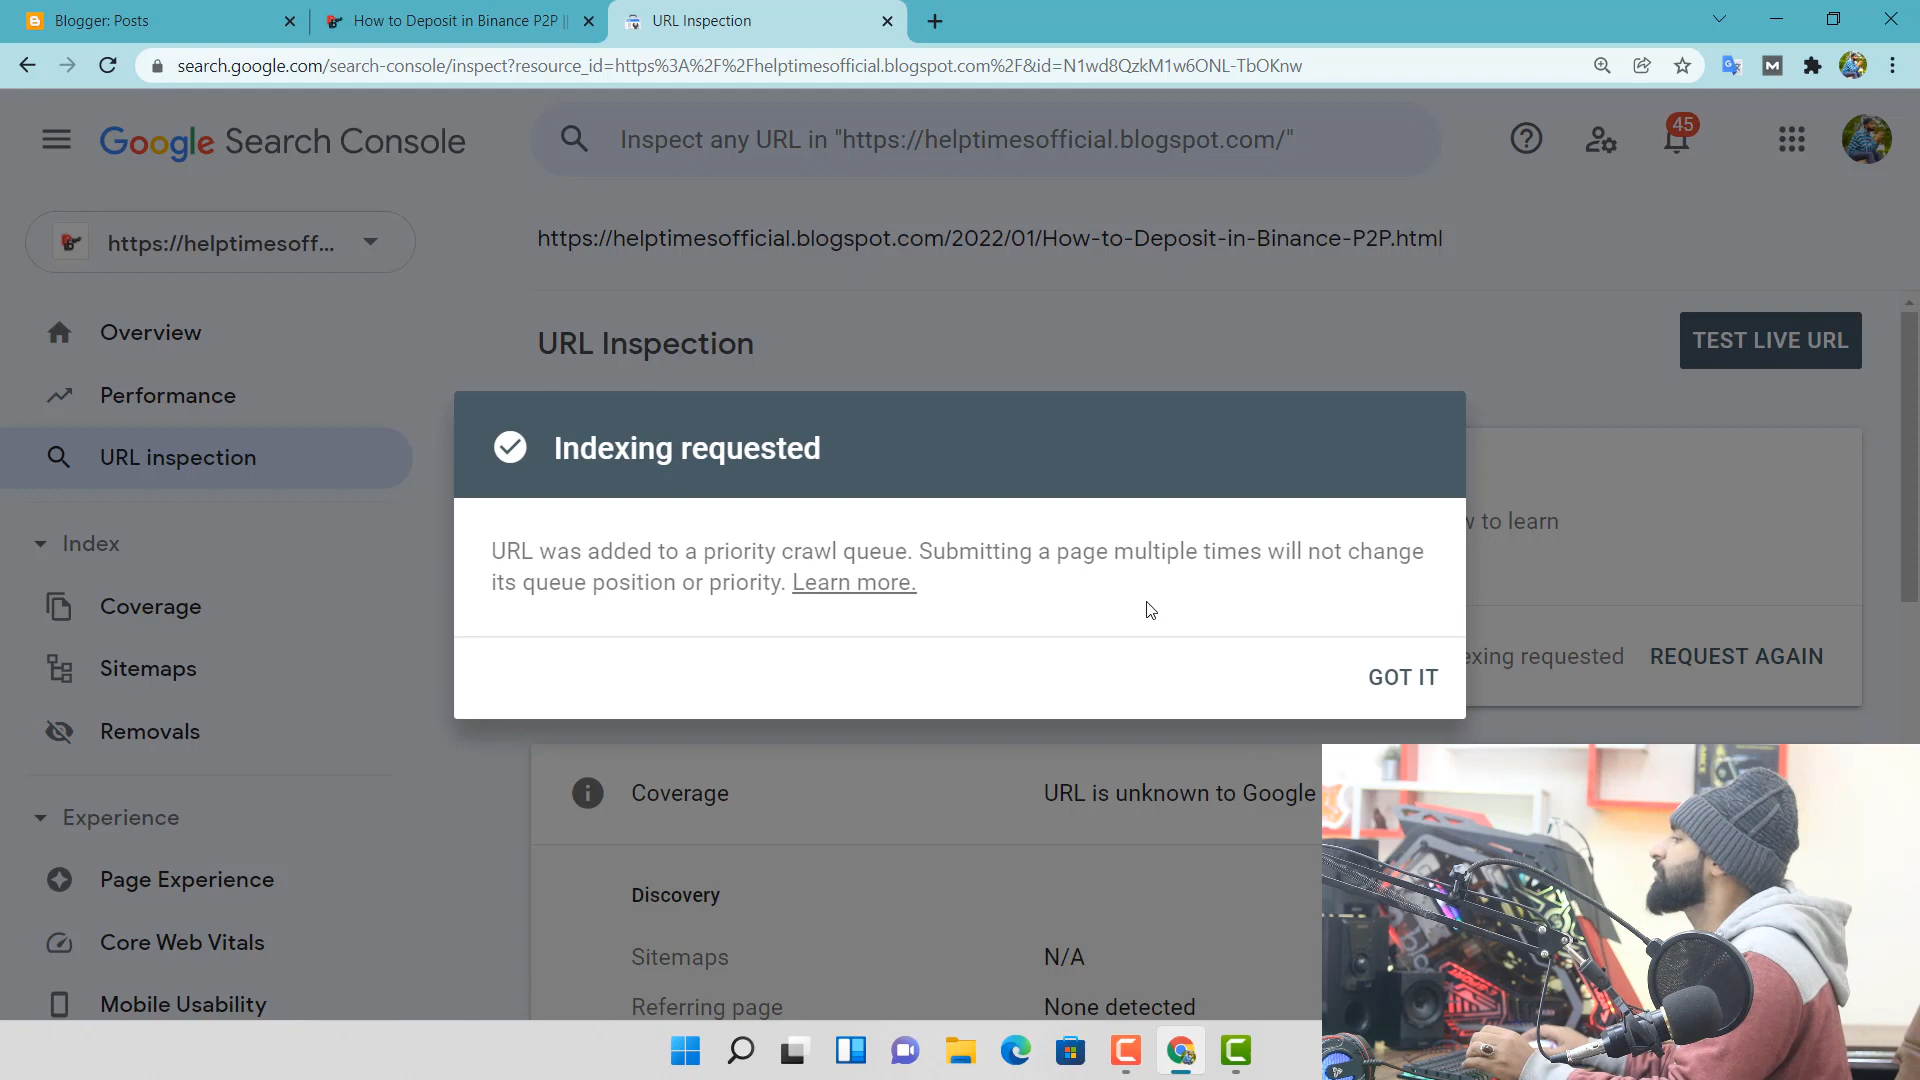 Blogger: Posts
How to Deposit in Binance P2P ||
URL Inspection
search.google.com/search-console/inspect?resource_id=https%3A%2F%2Fhelptimesofficial.blogspot.com%2F&id=N1wd8QzkM1w6ONL-TbOKnw
Google Search Console
Inspect any URL in "https://helptimesofficial.blogspot.com/"
45
https://helptimesoff...
https://helptimesofficial.blogspot.com/2022/01/How-to-Deposit-in-Binance-P2P.html
Overview
Performance
URL inspection
Index
Coverage
Sitemaps
Removals
Experience
Page Experience
Core Web Vitals
Mobile Usability
URL Inspection
TEST LIVE URL
Indexing requested
URL was added to a priority crawl queue. Submitting a page multiple times will not change
its queue position or priority. Learn more.
GOT IT
to learn
requested
REQUEST AGAIN
Coverage
URL is unknown to Google
Discovery
Sitemaps
N/A
Referring page
None detected